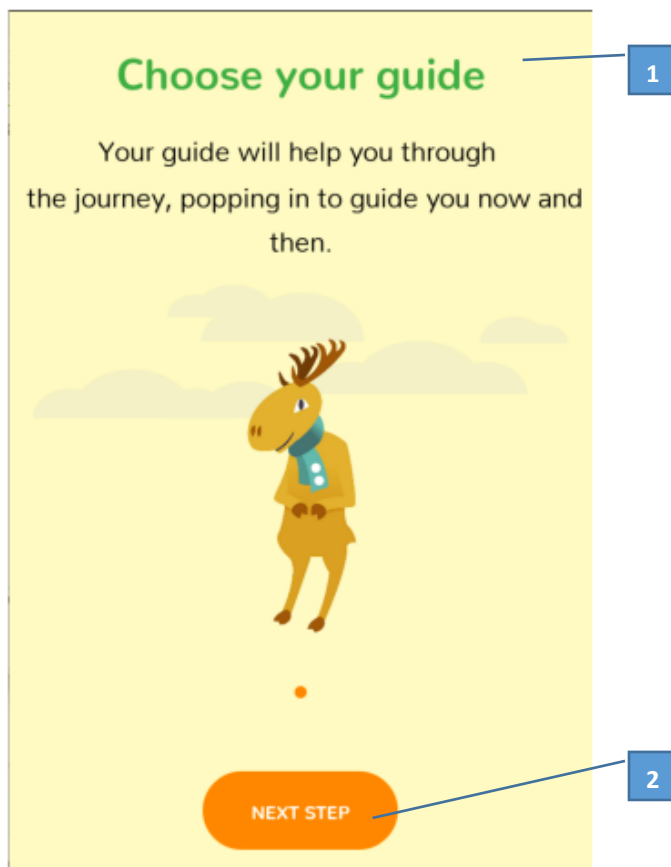 Choose your guide
1
Your guide will help you through
the journey, popping in to guide you now and
then.
2
NEXT STEP